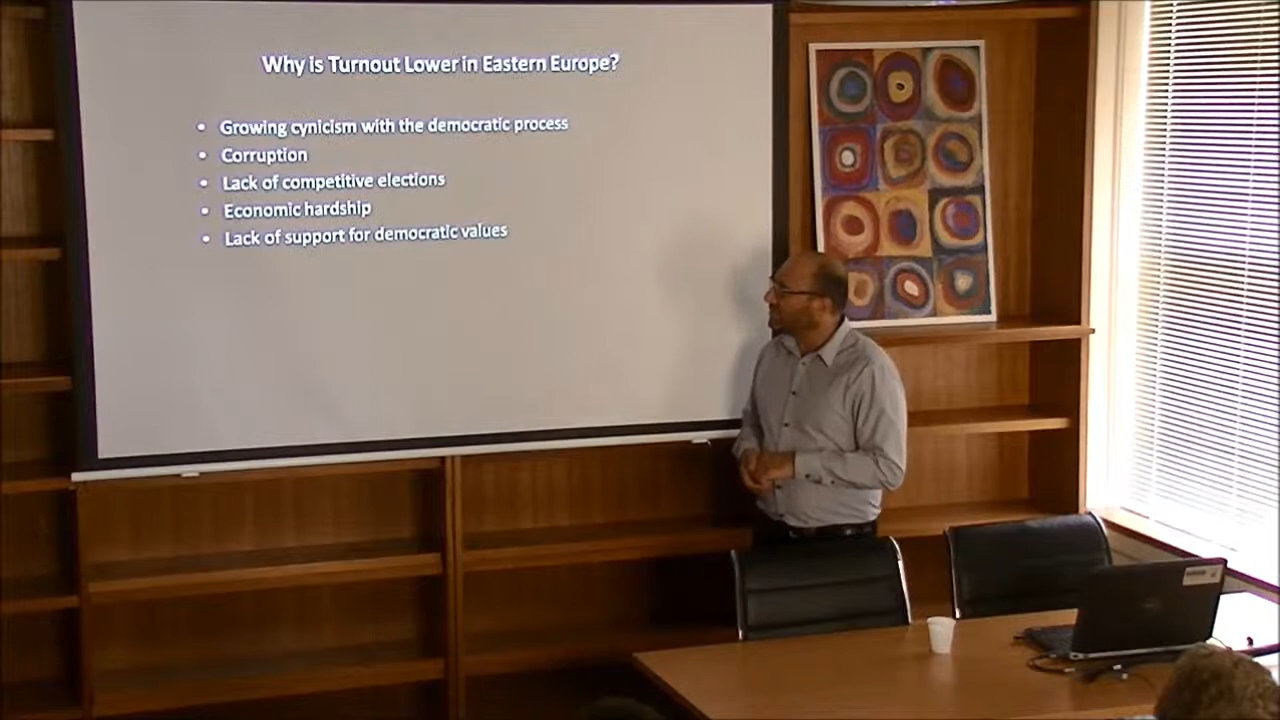 Why is Turnout Lower in Eastern Europe?
• Growing cynicism with the democratic process
• Corruption
• Lack of competitive elections
• Economic hardship
• Lack of support for democratic values